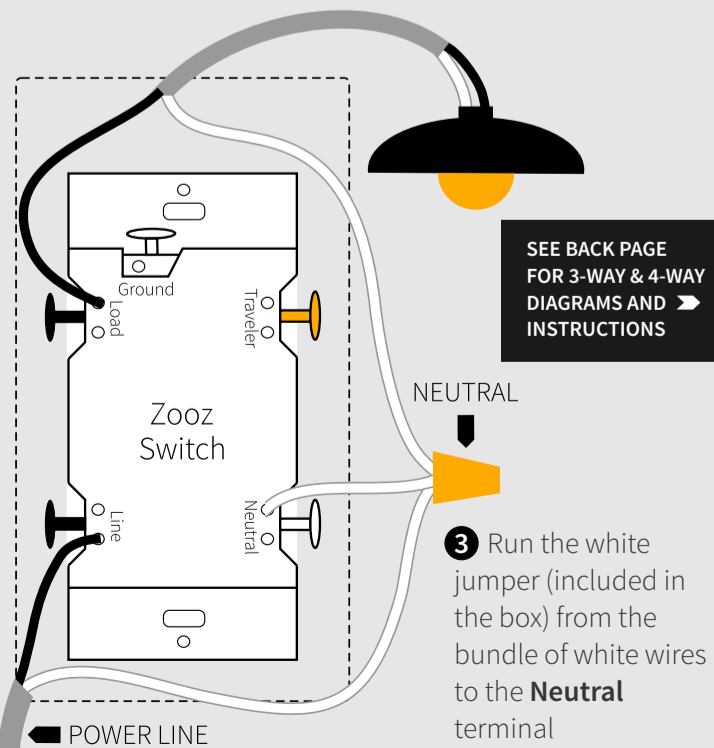 SEE BACK PAGE
FOR 3-WAY & 4-WAY
DIAGRAMS AND
INSTRUCTIONS
Ground
Load
Traveler
NEUTRAL
Zooz
Switch
Line
Neutral
3 Run the white
jumper (included in
the box) from the
bundle of white wires
to the Neutral
terminal
POWER LINE